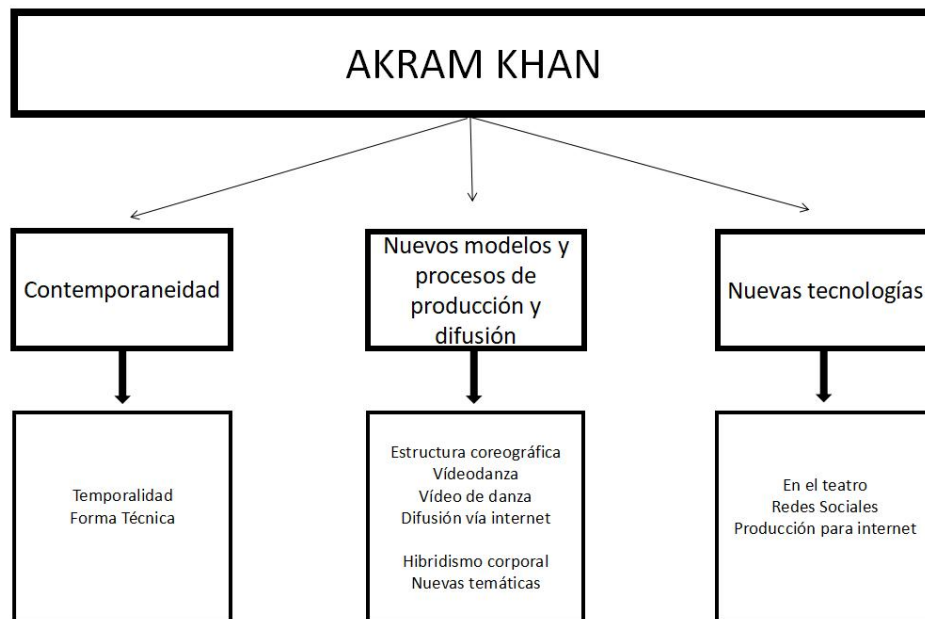 AKRAM KHAN
Contemporaneidad
Nuevos modelos y
procesos de
producción y
difusión
Nuevas tecnologías
Temporalidad
Forma Técnica
Estructura coreográfica
Vídeodanza
Vídeo de danza
Difusión vía internet
Hibridismo corporal
Nuevas temáticas
En el teatro
Redes Sociales
Producción para internet